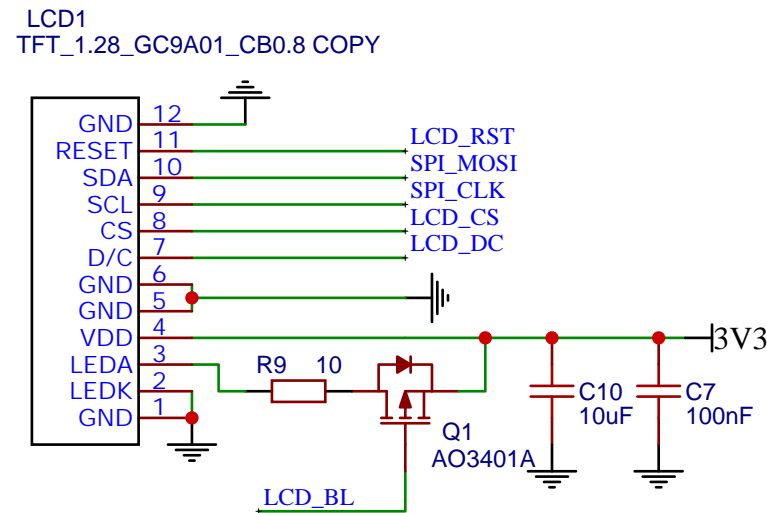 LCD1
TFT_1.28_GC9A01_CB0.8 COPY
GND 12
RESET 11 LCD_RST
SDA 10 SPI_MOSI
SCL 9 SPI_CLK
CS 8 LCD_CS
D/C 7 LCD_DC
GND 6
GND 5
VDD 4 3V3
LEDA 3 R9 10
LEDK 2
GND 1
C10
10uF
C7
100nF
Q1
AO3401A
LCD_BL